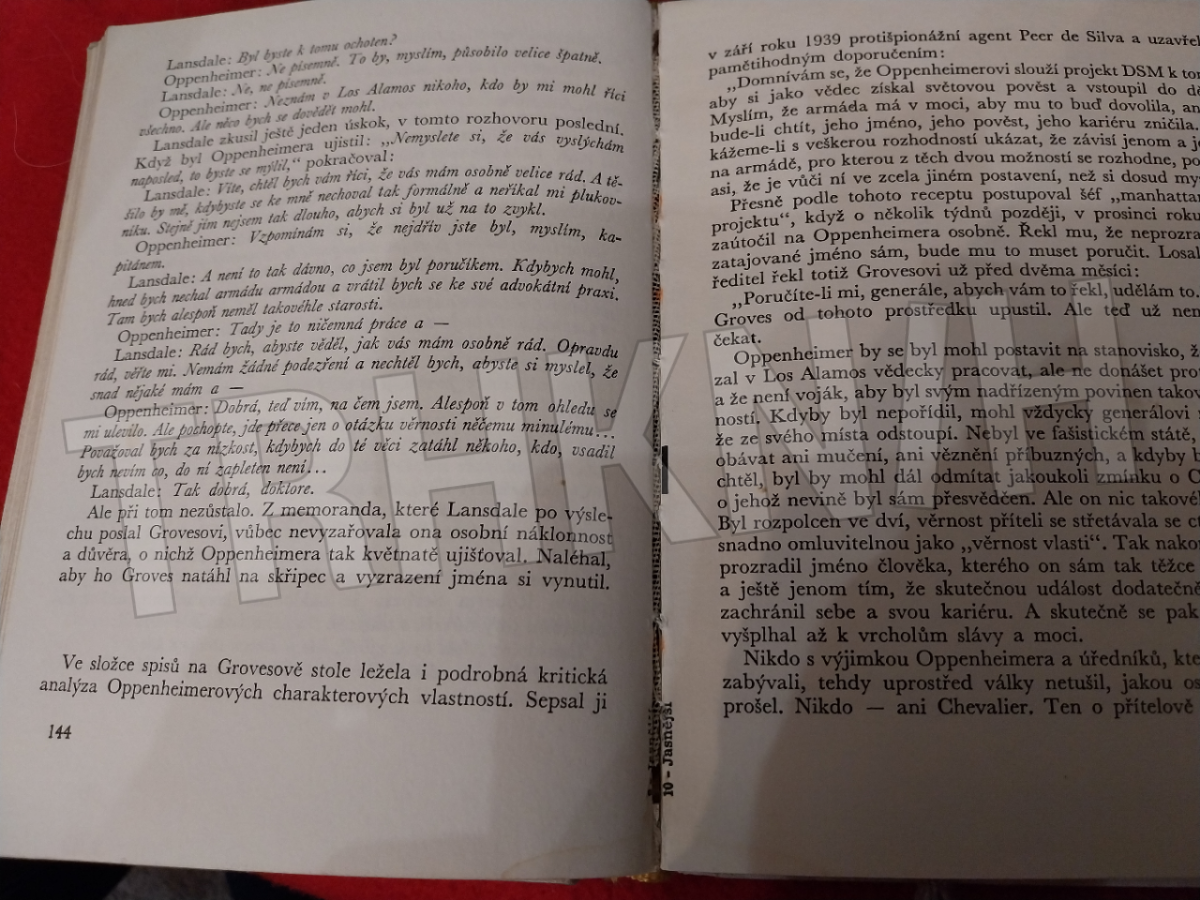 Lansdale: Byl byste k tomu ochoten?
Oppenheimer: Ne písemně. To by, myslím, působilo velice špatně.
Lansdale: Ne, ne písemně.
Oppenheimer: Neznám v Los Alamos nikoho, kdo by mi mohl říci
všechno. Ale něco bych se dovědět mohl.
Lansdale zkusil ještě jeden úskok, v tomto rozhovoru poslední.
Když byl Oppenheimera ujistil: „Nemyslete si, že vás vyslýchám
naposled, to byste se mýlil,“ pokračoval:
Lansdale: Víte, chtěl bych vám říci, že vás mám osobně velice rád. A tě-
šilo by mě, kdybyste se ke mně nechoval tak formálně a neříkal mi plukov-
níku. Stejně jím nejsem tak dlouho, abych si byl už na to zvykl.
Oppenheimer: Vzpomínám si, že nejdřív jste byl, myslím, ka-
pitánem.
Lansdale: A není to tak dávno, co jsem byl poručíkem. Kdybych mohl,
hned bych nechal armádu armádou a vrátil bych se ke své advokátní praxi.
Tam bych alespoň neměl takovéhle starosti.
Oppenheimer: Tady je to ničemná práce a —
Lansdale: Rád bych, abyste věděl, jak vás mám osobně rád. Opravdu
rád, věřte mi. Nemám žádné podezření a nechtěl bych, abyste si myslel, že
snad nějaké mám a —
Oppenheimer: Dobrá, teď vím, na čem jsem. Alespoň v tom ohledu se
mi ulevilo. Ale pochopte, jde přece jen o otázku věrnosti něčemu minulému...
Považoval bych za nízkost, kdybych do té věci zatáhl někoho, kdo, vsadil
bych nevím co, do ní zapleten není...
Lansdale: Tak dobrá, doktore.
Ale při tom nezůstalo. Z memoranda, které Lansdale po výsle-
chu poslal Grovesovi, vůbec nevyzařovala ona osobní náklonnost
a důvěra, o nichž Oppenheimera tak květnatě ujišťoval. Naléhal,
aby ho Groves natáhl na skřipec a vyzrazení jména si vynutil.
Ve složce spisů na Grovesově stole ležela i podrobná kritická
analýza Oppenheimerových charakterových vlastností. Sepsal ji
144
v září roku 1939 protišpionážní agent Peer de Silva a uzavřel
pamětihodným doporučením:
„Domnívám se, že Oppenheimerovi slouží projekt DSM k
aby si jako vědec získal světovou pověst a vstoupil do
Myslím, že armáda má v moci, aby mu to buď dovolila,
bude-li chtít, jeho jméno, jeho pověst, jeho kariéru zničila.
kážeme-li s veškerou rozhodností ukázat, že závisí jenom a
na armádě, pro kterou z těch dvou možností se rozhodne,
asi, že je vůči ní ve zcela jiném postavení, než si dosud
Přesně podle tohoto receptu postupoval šéf „manhattan
projektu“, když o několik týdnů později, v prosinci roku
zaútočil na Oppenheimera osobně. Řekl mu, že neprozra
zatajované jméno sám, bude mu to muset poručit. Losal
ředitel řekl totiž Grovesovi už před dvěma měsíci:
„Poručíte-li mi, generále, abych vám to řekl, udělám to.
Groves od tohoto prostředku upustil. Ale teď už
čekat.
Oppenheimer by se byl mohl postavit na stanovisko,
zal v Los Alamos vědecky pracovat, ale ne donášet
a že není voják, aby byl svým nadřízeným povinen takov
ností. Kdyby byl nepořídil, mohl vždycky generálovi
že ze svého místa odstoupí. Nebyl ve fašistickém státě,
obávat ani mučení, ani věznění příbuzných, a kdyby
chtěl, byl by mohl dál odmítat jakoukoli zmínku o
o jehož nevině byl sám přesvědčen. Ale on nic takového
Byl rozpolcen ve dví, věrnost příteli se střetávala se
snadno omluvitelnou jako „věrnost vlasti“. Tak nakon
prozradil jméno člověka, kterého on sám tak těžce
a ještě jenom tím, že skutečnou událost dodatečně
zachránil sebe a svou kariéru. A skutečně se pak
vyšplhal až k vrcholům slávy a moci.
Nikdo s výjimkou Oppenheimera a úředníků, kte
zabývali, tehdy uprostřed války netušil, jakou
prošel. Nikdo — ani Chevalier. Ten o přítelově
10 – Jasnější